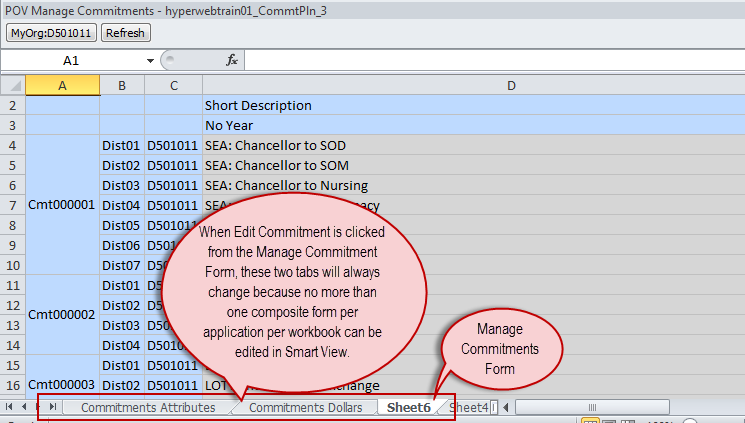 POV Manage Commitments - hyperwebtrain01_CommtPln_3
MyOrg:D501011 Refresh
A1 fx
A B C D
2 Short Description
3 No Year
4 Dist01 D501011 SEA: Chancellor to SOD
5 Dist02 D501011 SEA: Chancellor to SOM
6 Dist03 D501011 SEA: Chancellor to Nursing
7 Cmt000001 Dist04 D501011
8 Dist05
9 Dist06
10 Dist07
11 Dist01
12 Cmt000002 Dist02
13 Dist03
14 Dist04
15 Dist01 D501011
16 Cmt000003 Dist02 D501011
When Edit Commitment is clicked
from the Manage Commitment
Form, these two tabs will always
change because no more than
one composite form per
application per workbook can be
edited in Smart View.
Manage
Commitments
Form
Commitments Attributes Commitments Dollars Sheet6 Sheet4